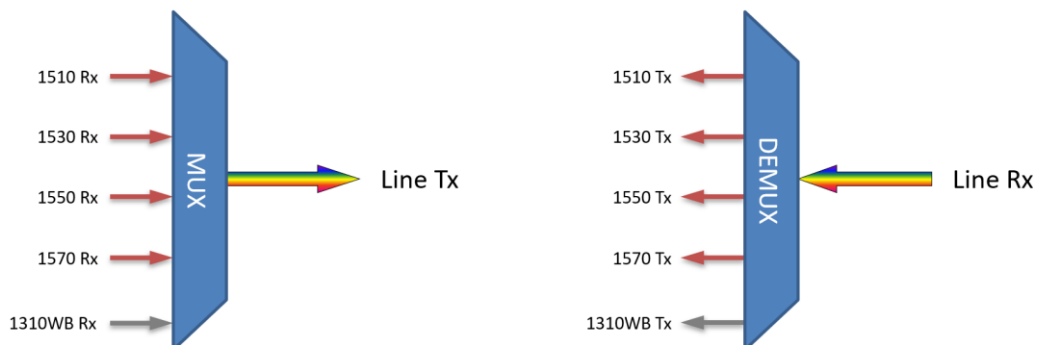 1510 Rx
1530 Rx
1550 Rx
1570 Rx
1310WB Rx
MUX
Line Tx
1510 Tx
1530 Tx
1550 Tx
1570 Tx
1310WB Tx
DEMUX
Line Rx